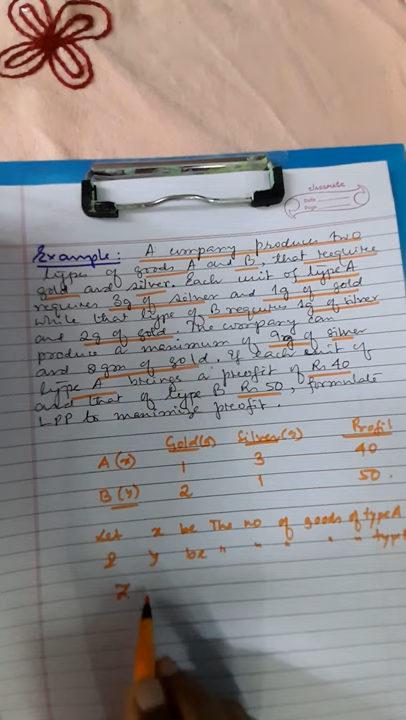 classmate
Date
Page
Example: A company produces two
type of goods A and B, that require
gold and silver. Each unit of type A
requires 3g of silver and 1g of gold
while that type of B requires 1g of silver
and 2g of gold. The company can
produce a maximum of 9g of silver
and 8gm of gold. If each unit of
type A brings a profit of Rs 40
and that of type B Rs 50, formulate
LPP to maximise profit.
Gold(g) Silver(g) Profit
A (x) 1 3 40
B (y) 2 1 50.
Let x be The no of goods of type A
& y be " " " " " type
Z